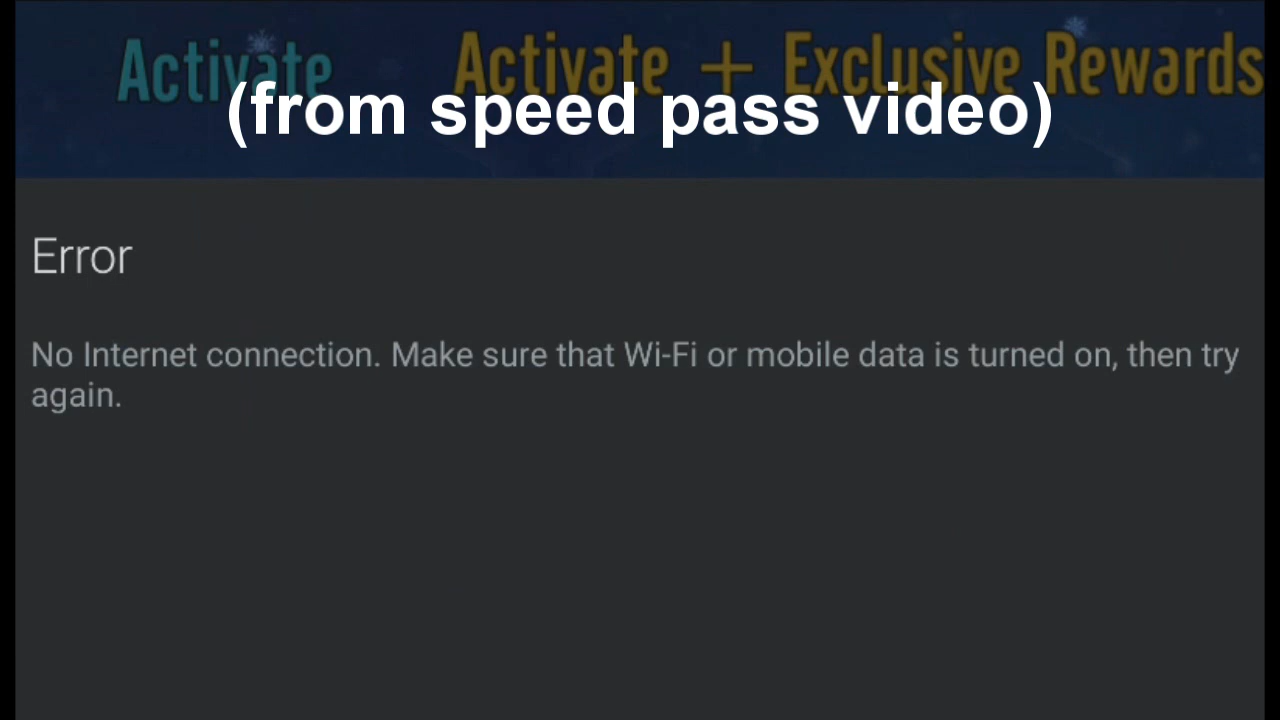 Activate Activate + Exclusive Rewards
(from speed pass video)
Error
No Internet connection. Make sure that Wi-Fi or mobile data is turned on, then try
again.